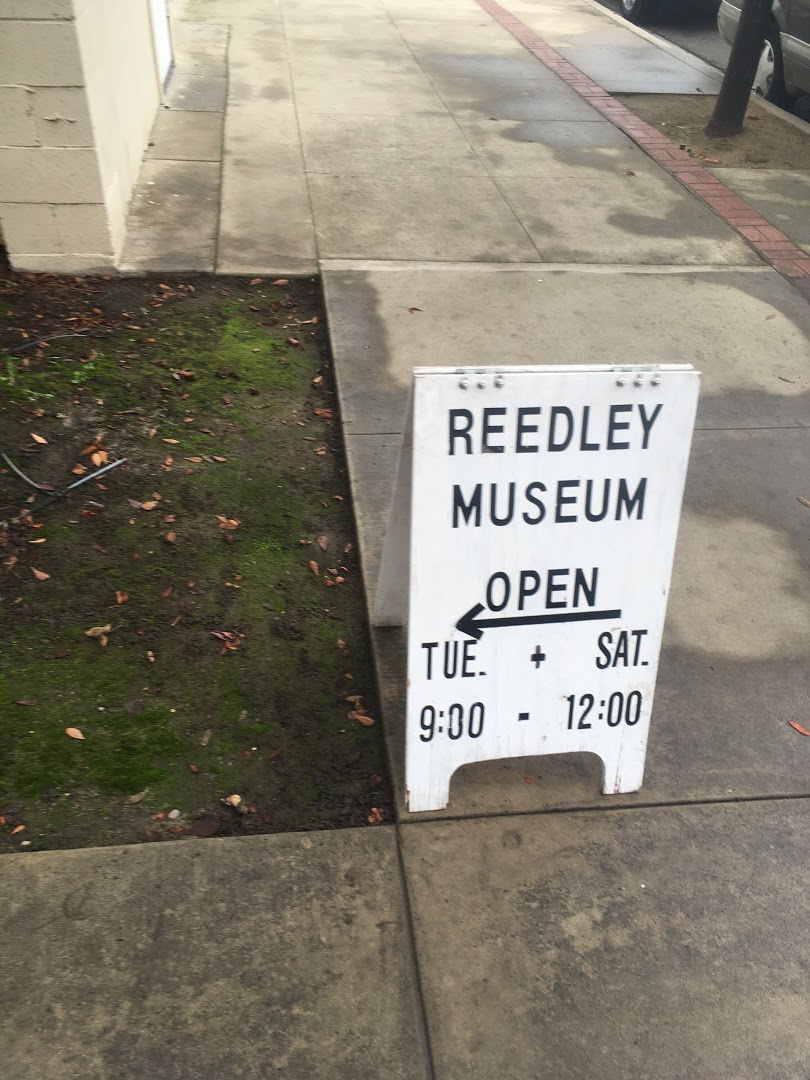 REEDLEY
MUSEUM
OPEN
TUE. + SAT.
9:00 - 12:00